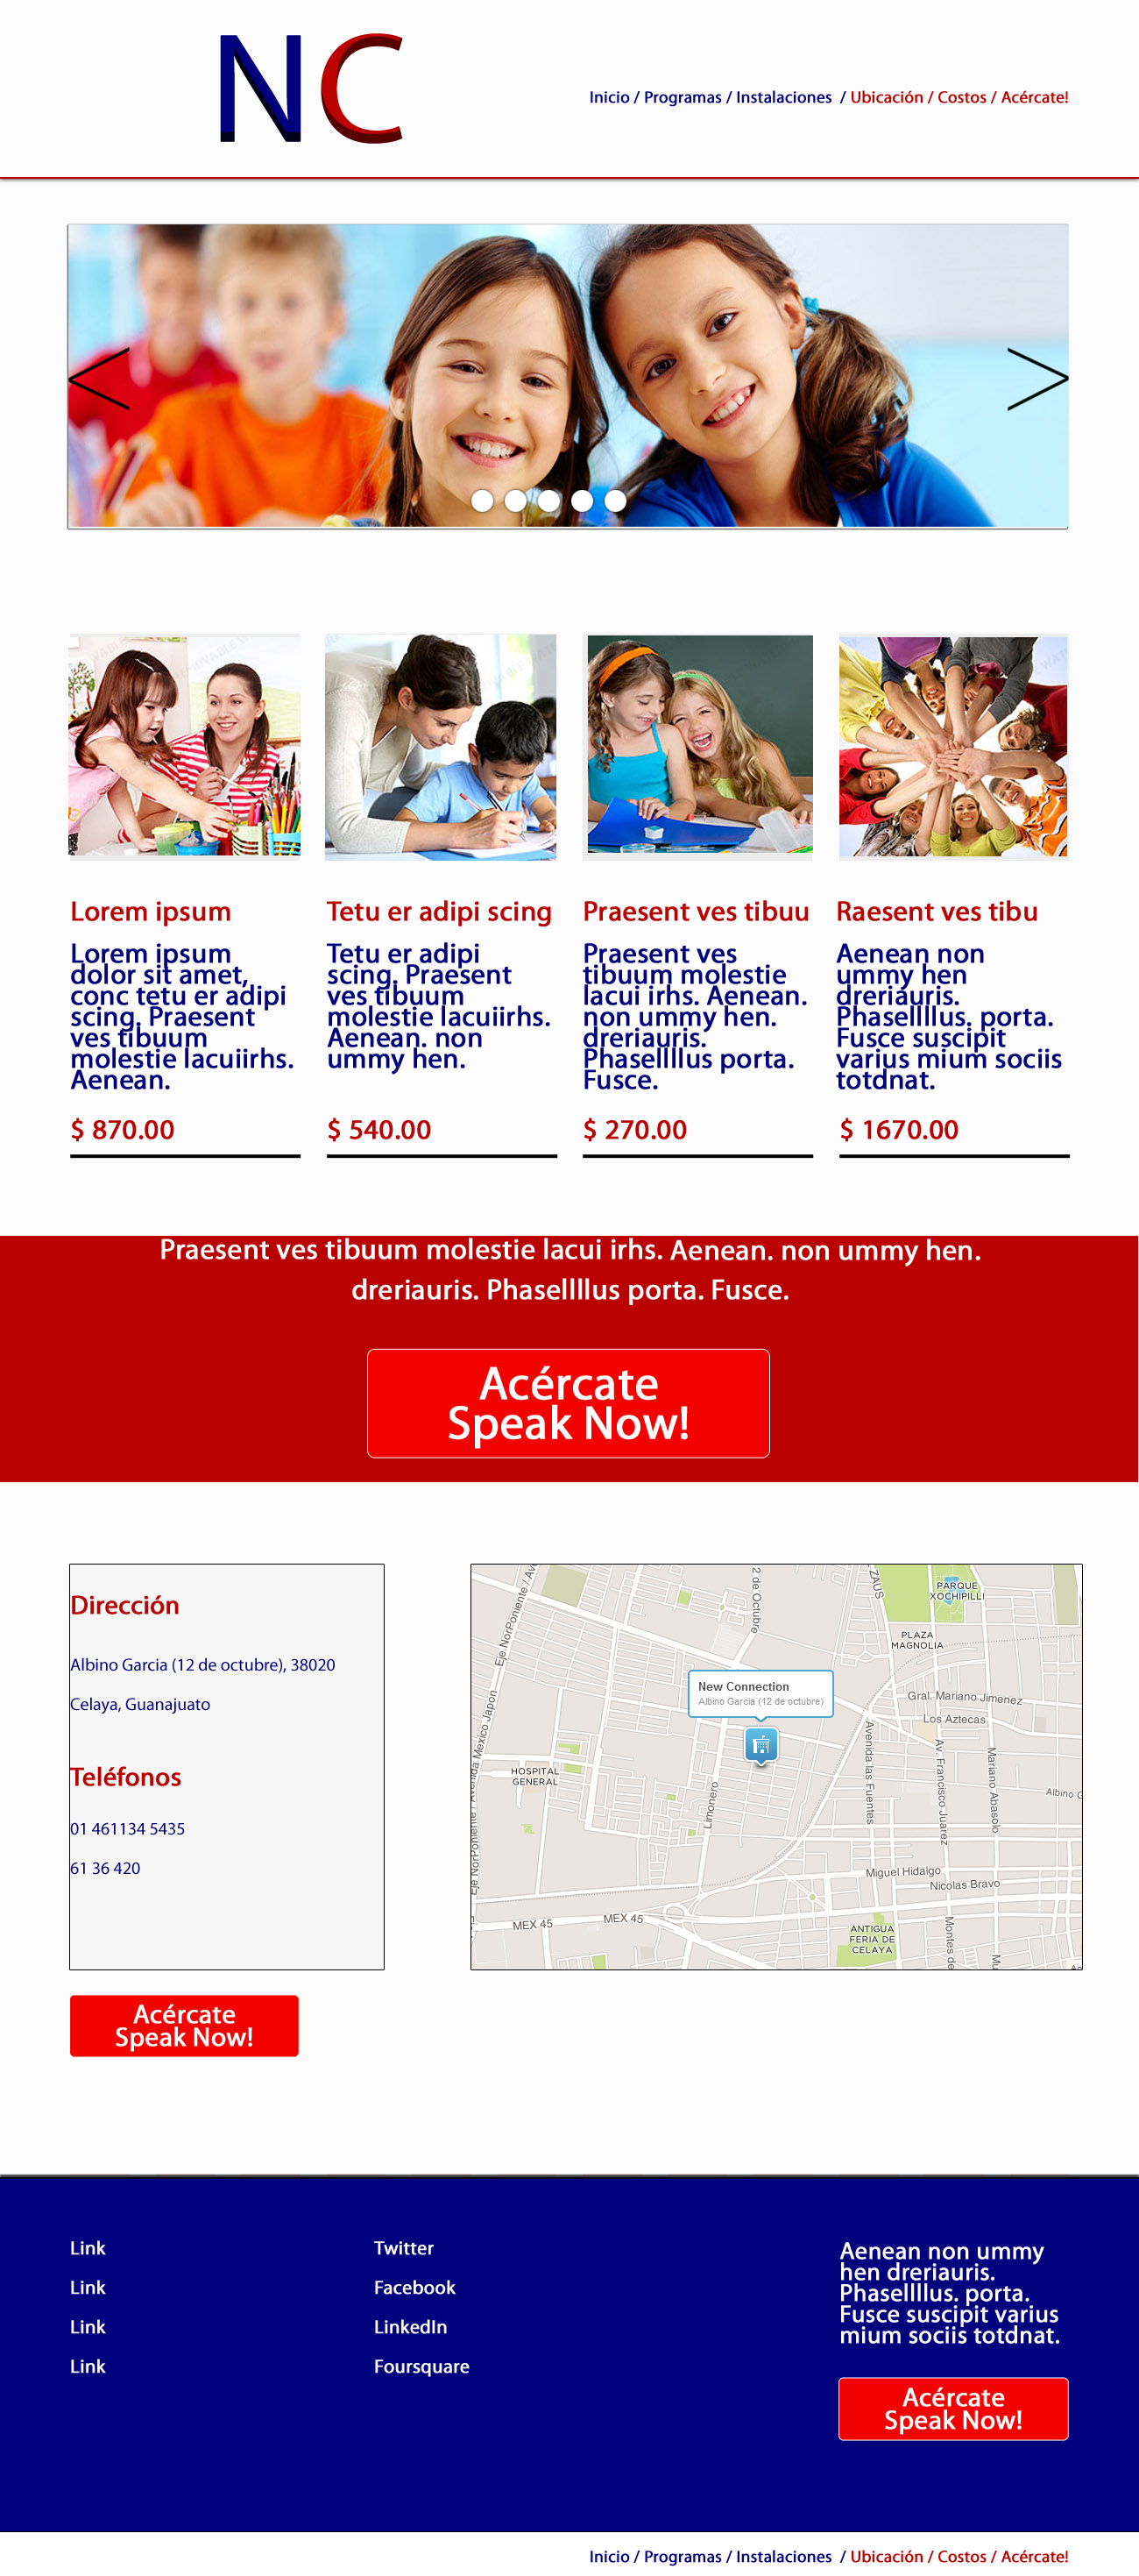 NC
Inicio / Programas / Instalaciones / Ubicación / Costos / Acércate!
Lorem ipsum
Lorem ipsum
dolor sit amet,
conc tetu er adipi
scing. Praesent
ves tibuum
molestie lacuiirhs.
Aenean.
$ 870.00
Tetu er adipi scing
Tetu er adipi
scing. Praesent
ves tibuum
molestie lacuiirhs.
Aenean. non
ummy hen.
$ 540.00
Praesent ves tibuu
Praesent ves
tibuum molestie
lacui irhs. Aenean.
non ummy hen.
dreriauris.
Phasellllus porta.
Fusce.
$ 270.00
Raesent ves tibu
Aenean non
ummy hen
dreriauris.
Phasellllus. porta.
Fusce suscipit
varius mium sociis
totdnat.
$ 1670.00
Praesent ves tibuum molestie lacui irhs. Aenean. non ummy hen.
dreriauris. Phasellllus porta. Fusce.
Acércate
Speak Now!
Dirección
Albino Garcia (12 de octubre), 38020
Celaya, Guanajuato
Teléfonos
01 461134 5435
61 36 420
Eje NorPoniente / Ave
2 de Octubre
ZAUS
PARQUE
XOCHIPILLI
PLAZA
MAGNOLIA
New Connection
Albino Garcia (12 de octubre)
Gral. Mariano Jimenez
Los Aztecas
Eje NorPoniente / Avenida Mexico Japon
HOSPITAL
GENERAL
Limonero
Avenida las Fuentes
Av. Francisco Juarez
Mariano Abasolo
Albino G
Miguel Hidalgo
Nicolas Bravo
MEX 45
MEX 45
ANTIGUA
FERIA DE
CELAYA
Montes de
Mu
Acércate
Speak Now!
Link
Link
Link
Link
Twitter
Facebook
LinkedIn
Foursquare
Aenean non ummy
hen dreriauris.
Phasellllus. porta.
Fusce suscipit varius
mium sociis totdnat.
Acércate
Speak Now!
Inicio / Programas / Instalaciones / Ubicación / Costos / Acércate!